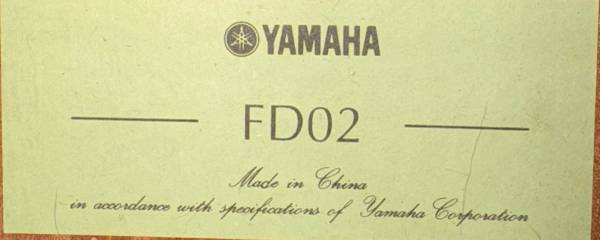 YAMAHA
FD02
Made in China
in accordance with specifications of Yamaha Corporation